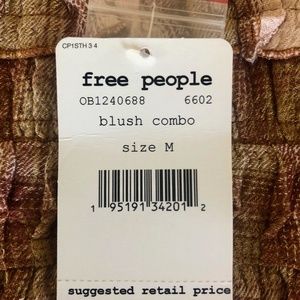 CP1STH 3 4
free people
OB1240688 6602
blush combo
size M
1 95191 34201 2
suggested retail price